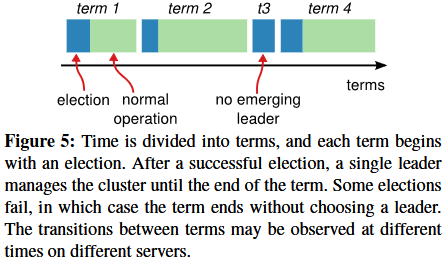 term 1 term 2 t3 term 4
terms
election normal operation no emerging leader
Figure 5: Time is divided into terms, and each term begins
with an election. After a successful election, a single leader
manages the cluster until the end of the term. Some elections
fail, in which case the term ends without choosing a leader.
The transitions between terms may be observed at different
times on different servers.